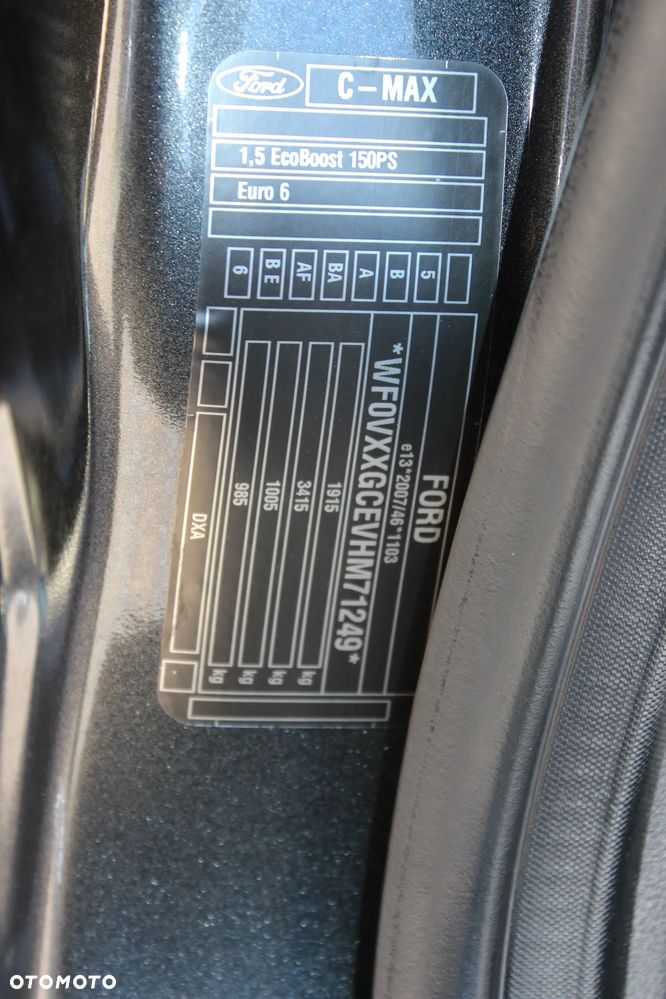 Ford
C-MAX
1,5 EcoBoost 150PS
Euro 6
5
B
A
BA
AF
BE
6
FORD
e13*2007/46*1103
*WF0VXXGCEVHM71249*
1915 kg
3415 kg
1005 kg
985 kg
DXA
OTOMOTO